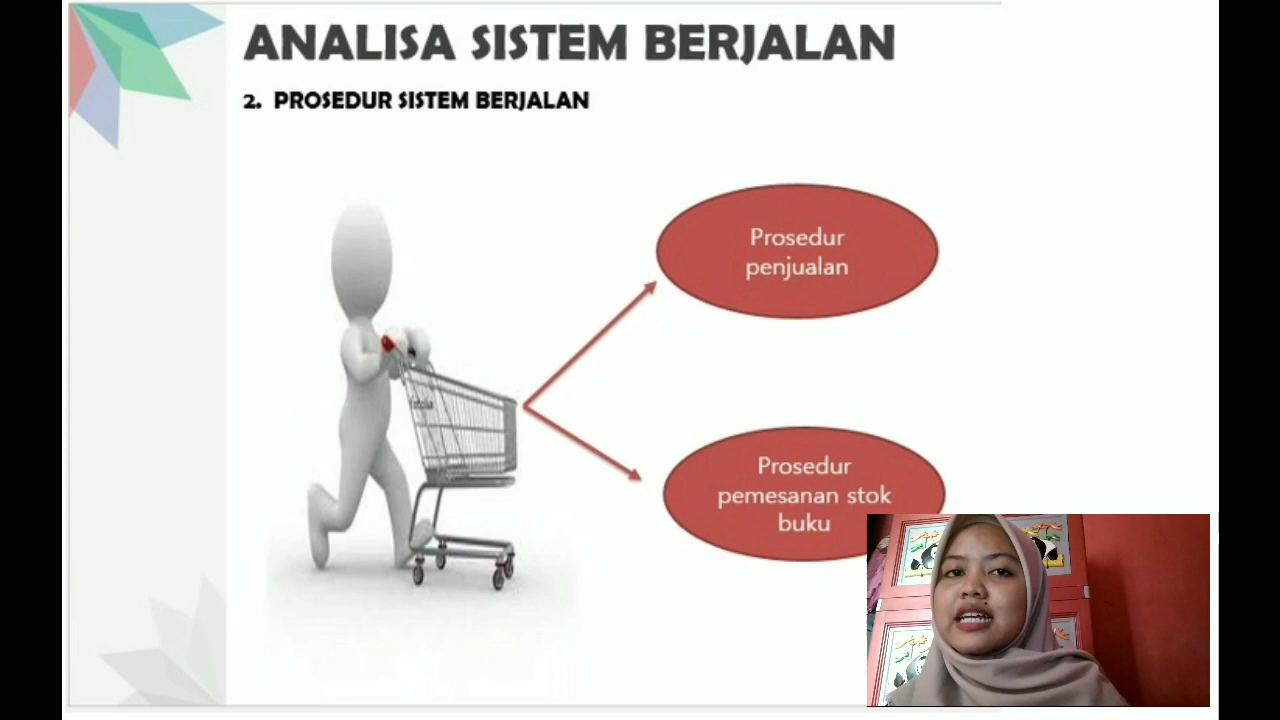 ANALISA SISTEM BERJALAN
2. PROSEDUR SISTEM BERJALAN
Prosedur
penjualan
Prosedur
pemesanan stok
buku